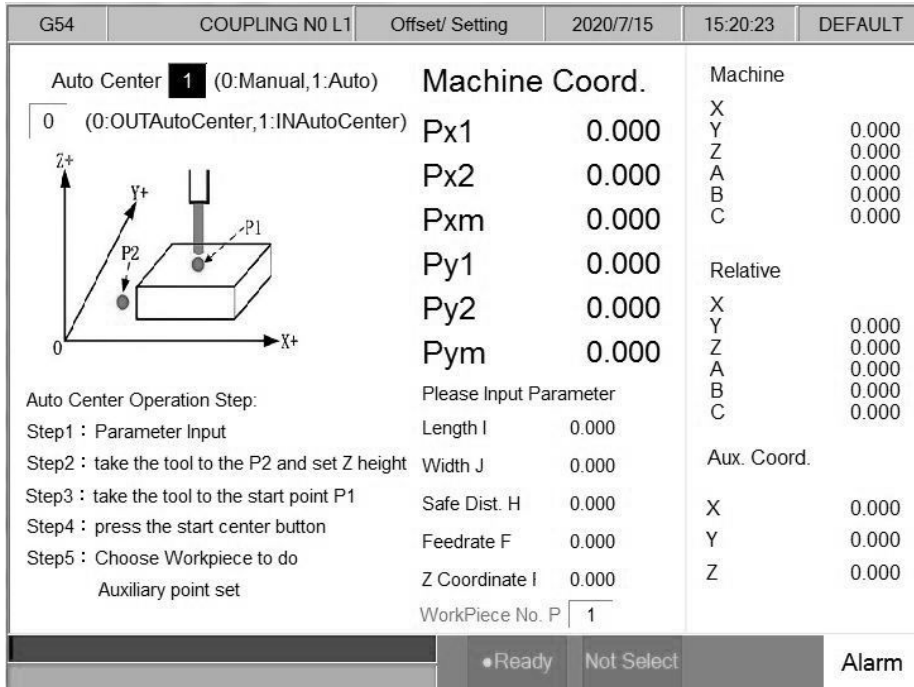 G54 COUPLING N0 L1 Offset/ Setting 2020/7/15 15:20:23 DEFAULT
Auto Center 1 (0:Manual,1:Auto)
0 (0:OUTAutoCenter,1:INAutoCenter)
Z+
Y+
P1
P2
0
X+
Auto Center Operation Step:
Step1：Parameter Input
Step2：take the tool to the P2 and set Z height
Step3：take the tool to the start point P1
Step4：press the start center button
Step5：Choose Workpiece to do
Auxiliary point set
Machine Coord.
Px1 0.000
Px2 0.000
Pxm 0.000
Py1 0.000
Py2 0.000
Pym 0.000
Please Input Parameter
Length I 0.000
Width J 0.000
Safe Dist. H 0.000
Feedrate F 0.000
Z Coordinate I 0.000
WorkPiece No. P 1
Machine
X
Y 0.000
Z 0.000
A 0.000
B 0.000
C 0.000
Relative
X
Y 0.000
Z 0.000
A 0.000
B 0.000
C 0.000
Aux. Coord.
X 0.000
Y 0.000
Z 0.000
●Ready Not Select Alarm